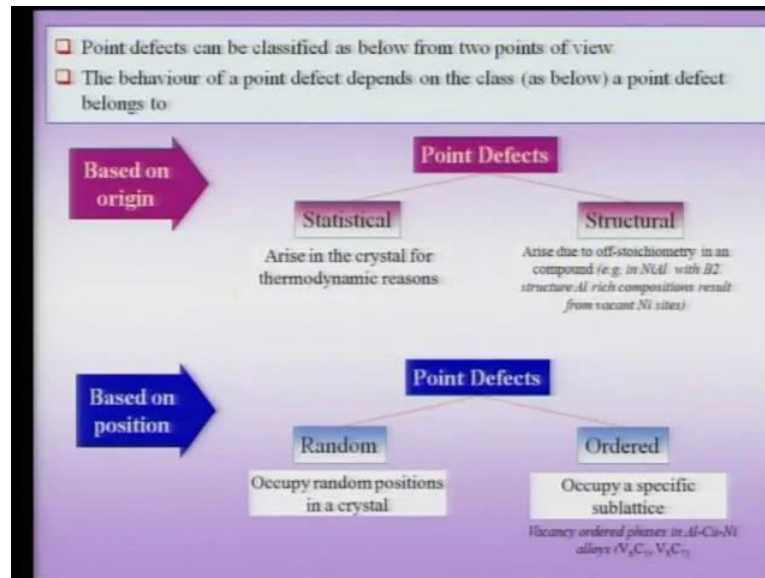 Point defects can be classified as below from two points of view
The behaviour of a point defect depends on the class (as below) a point defect
belongs to
Based on
origin
Point Defects
Statistical
Structural
Arise in the crystal for
thermodynamic reasons
Arise due to off-stoichiometry in an
compound (e.g. in NiAl with B2
structure Al rich compositions result
from vacant Ni sites)
Based on
position
Point Defects
Random
Ordered
Occupy random positions
in a crystal
Occupy a specific
sublattice
Vacancy ordered phases in Al-Cu-Ni
alloys